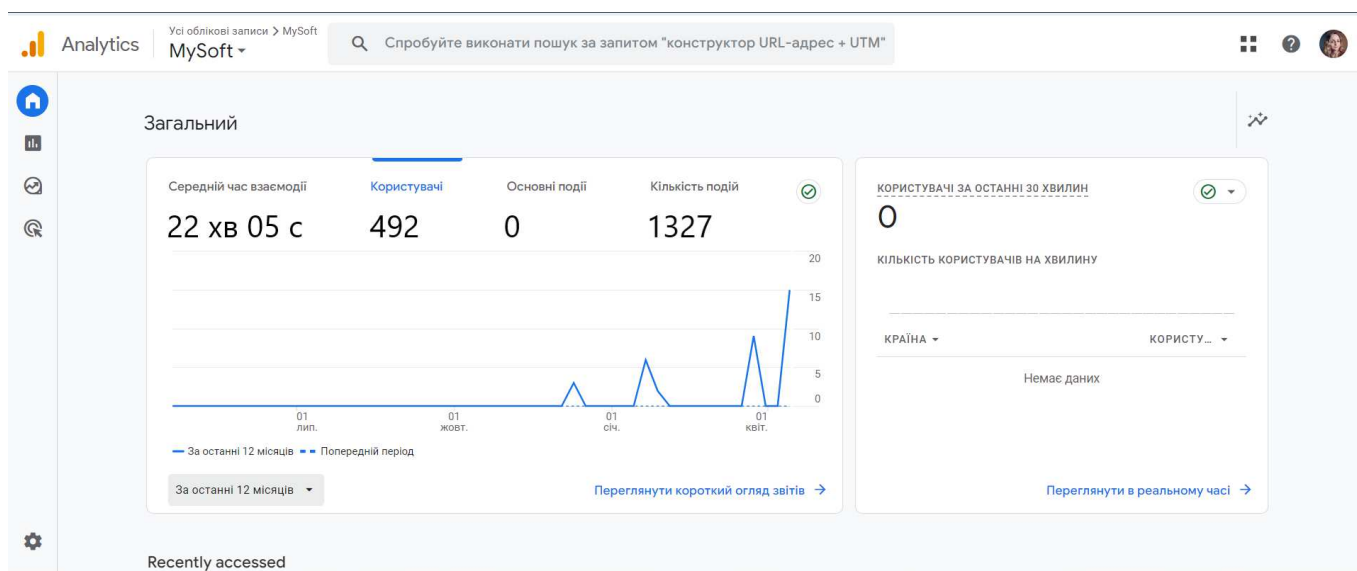 Усі облікові записи > MySoft
Analytics
MySoft
Спробуйте виконати пошук за запитом "конструктор URL-адрес + UTM"
Загальний
Середній час взаємодії
22 хв 05 с
Користувачі
492
Основні події
0
Кількість подій
1327
20
15
10
5
0
01 лип.
01 жовт.
01 січ.
01 квіт.
За останні 12 місяців
Попередній період
За останні 12 місяців
Переглянути короткий огляд звітів →
КОРИСТУВАЧІ ЗА ОСТАННІ 30 ХВИЛИН
0
КІЛЬКІСТЬ КОРИСТУВАЧІВ НА ХВИЛИНУ
КРАЇНА
КОРИСТУ…
Немає даних
Переглянути в реальному часі →
Recently accessed